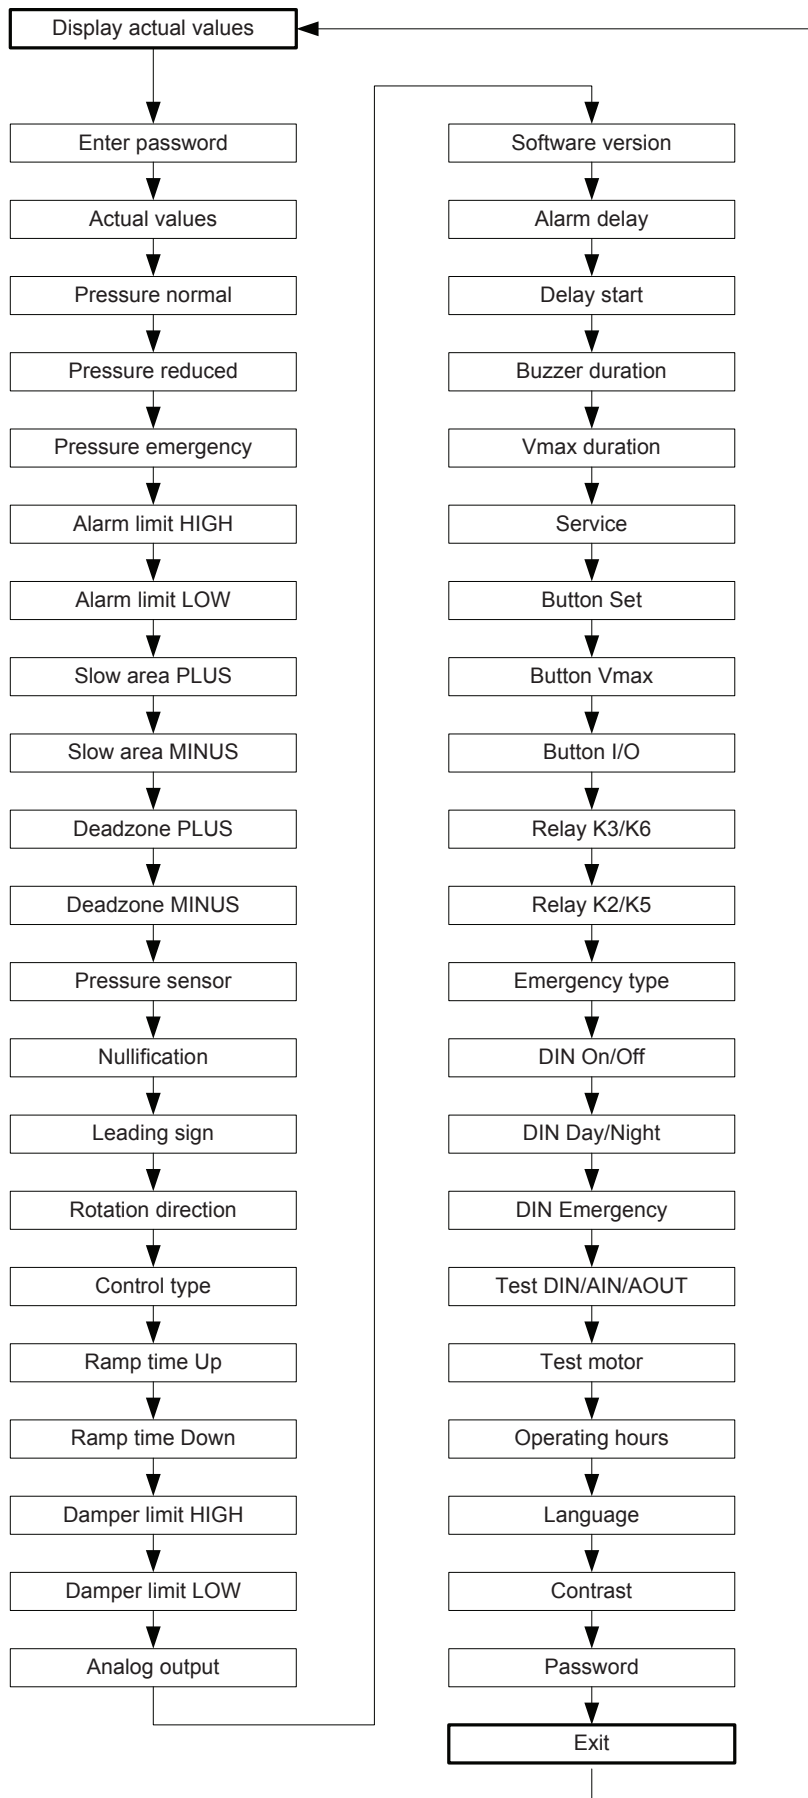 Display actual values
Enter password
Actual values
Pressure normal
Pressure reduced
Pressure emergency
Alarm limit HIGH
Alarm limit LOW
Slow area PLUS
Slow area MINUS
Deadzone PLUS
Deadzone MINUS
Pressure sensor
Nullification
Leading sign
Rotation direction
Control type
Ramp time Up
Ramp time Down
Damper limit HIGH
Damper limit LOW
Analog output
Software version
Alarm delay
Delay start
Buzzer duration
Vmax duration
Service
Button Set
Button Vmax
Button I/O
Relay K3/K6
Relay K2/K5
Emergency type
DIN On/Off
DIN Day/Night
DIN Emergency
Test DIN/AIN/AOUT
Test motor
Operating hours
Language
Contrast
Password
Exit